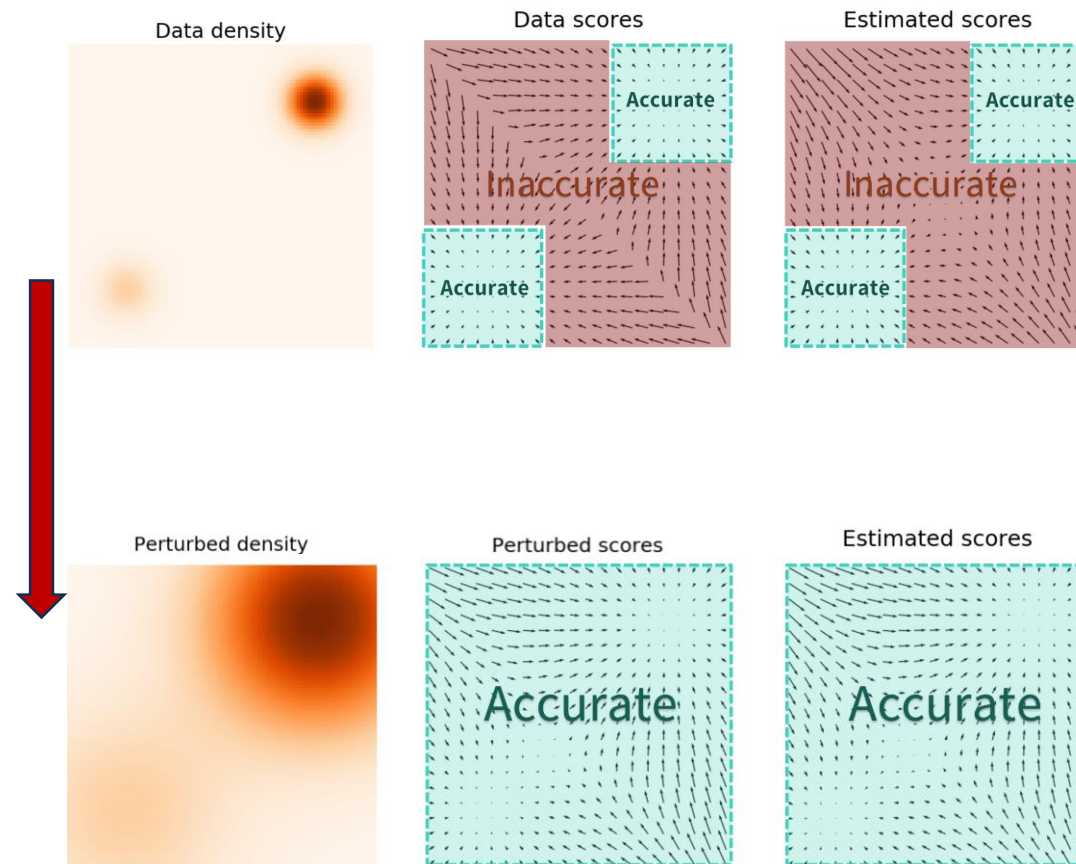 Data density
Data scores
Estimated scores
Accurate
Accurate
Inaccurate
Inaccurate
Accurate
Accurate
Perturbed density
Perturbed scores
Estimated scores
Accurate
Accurate